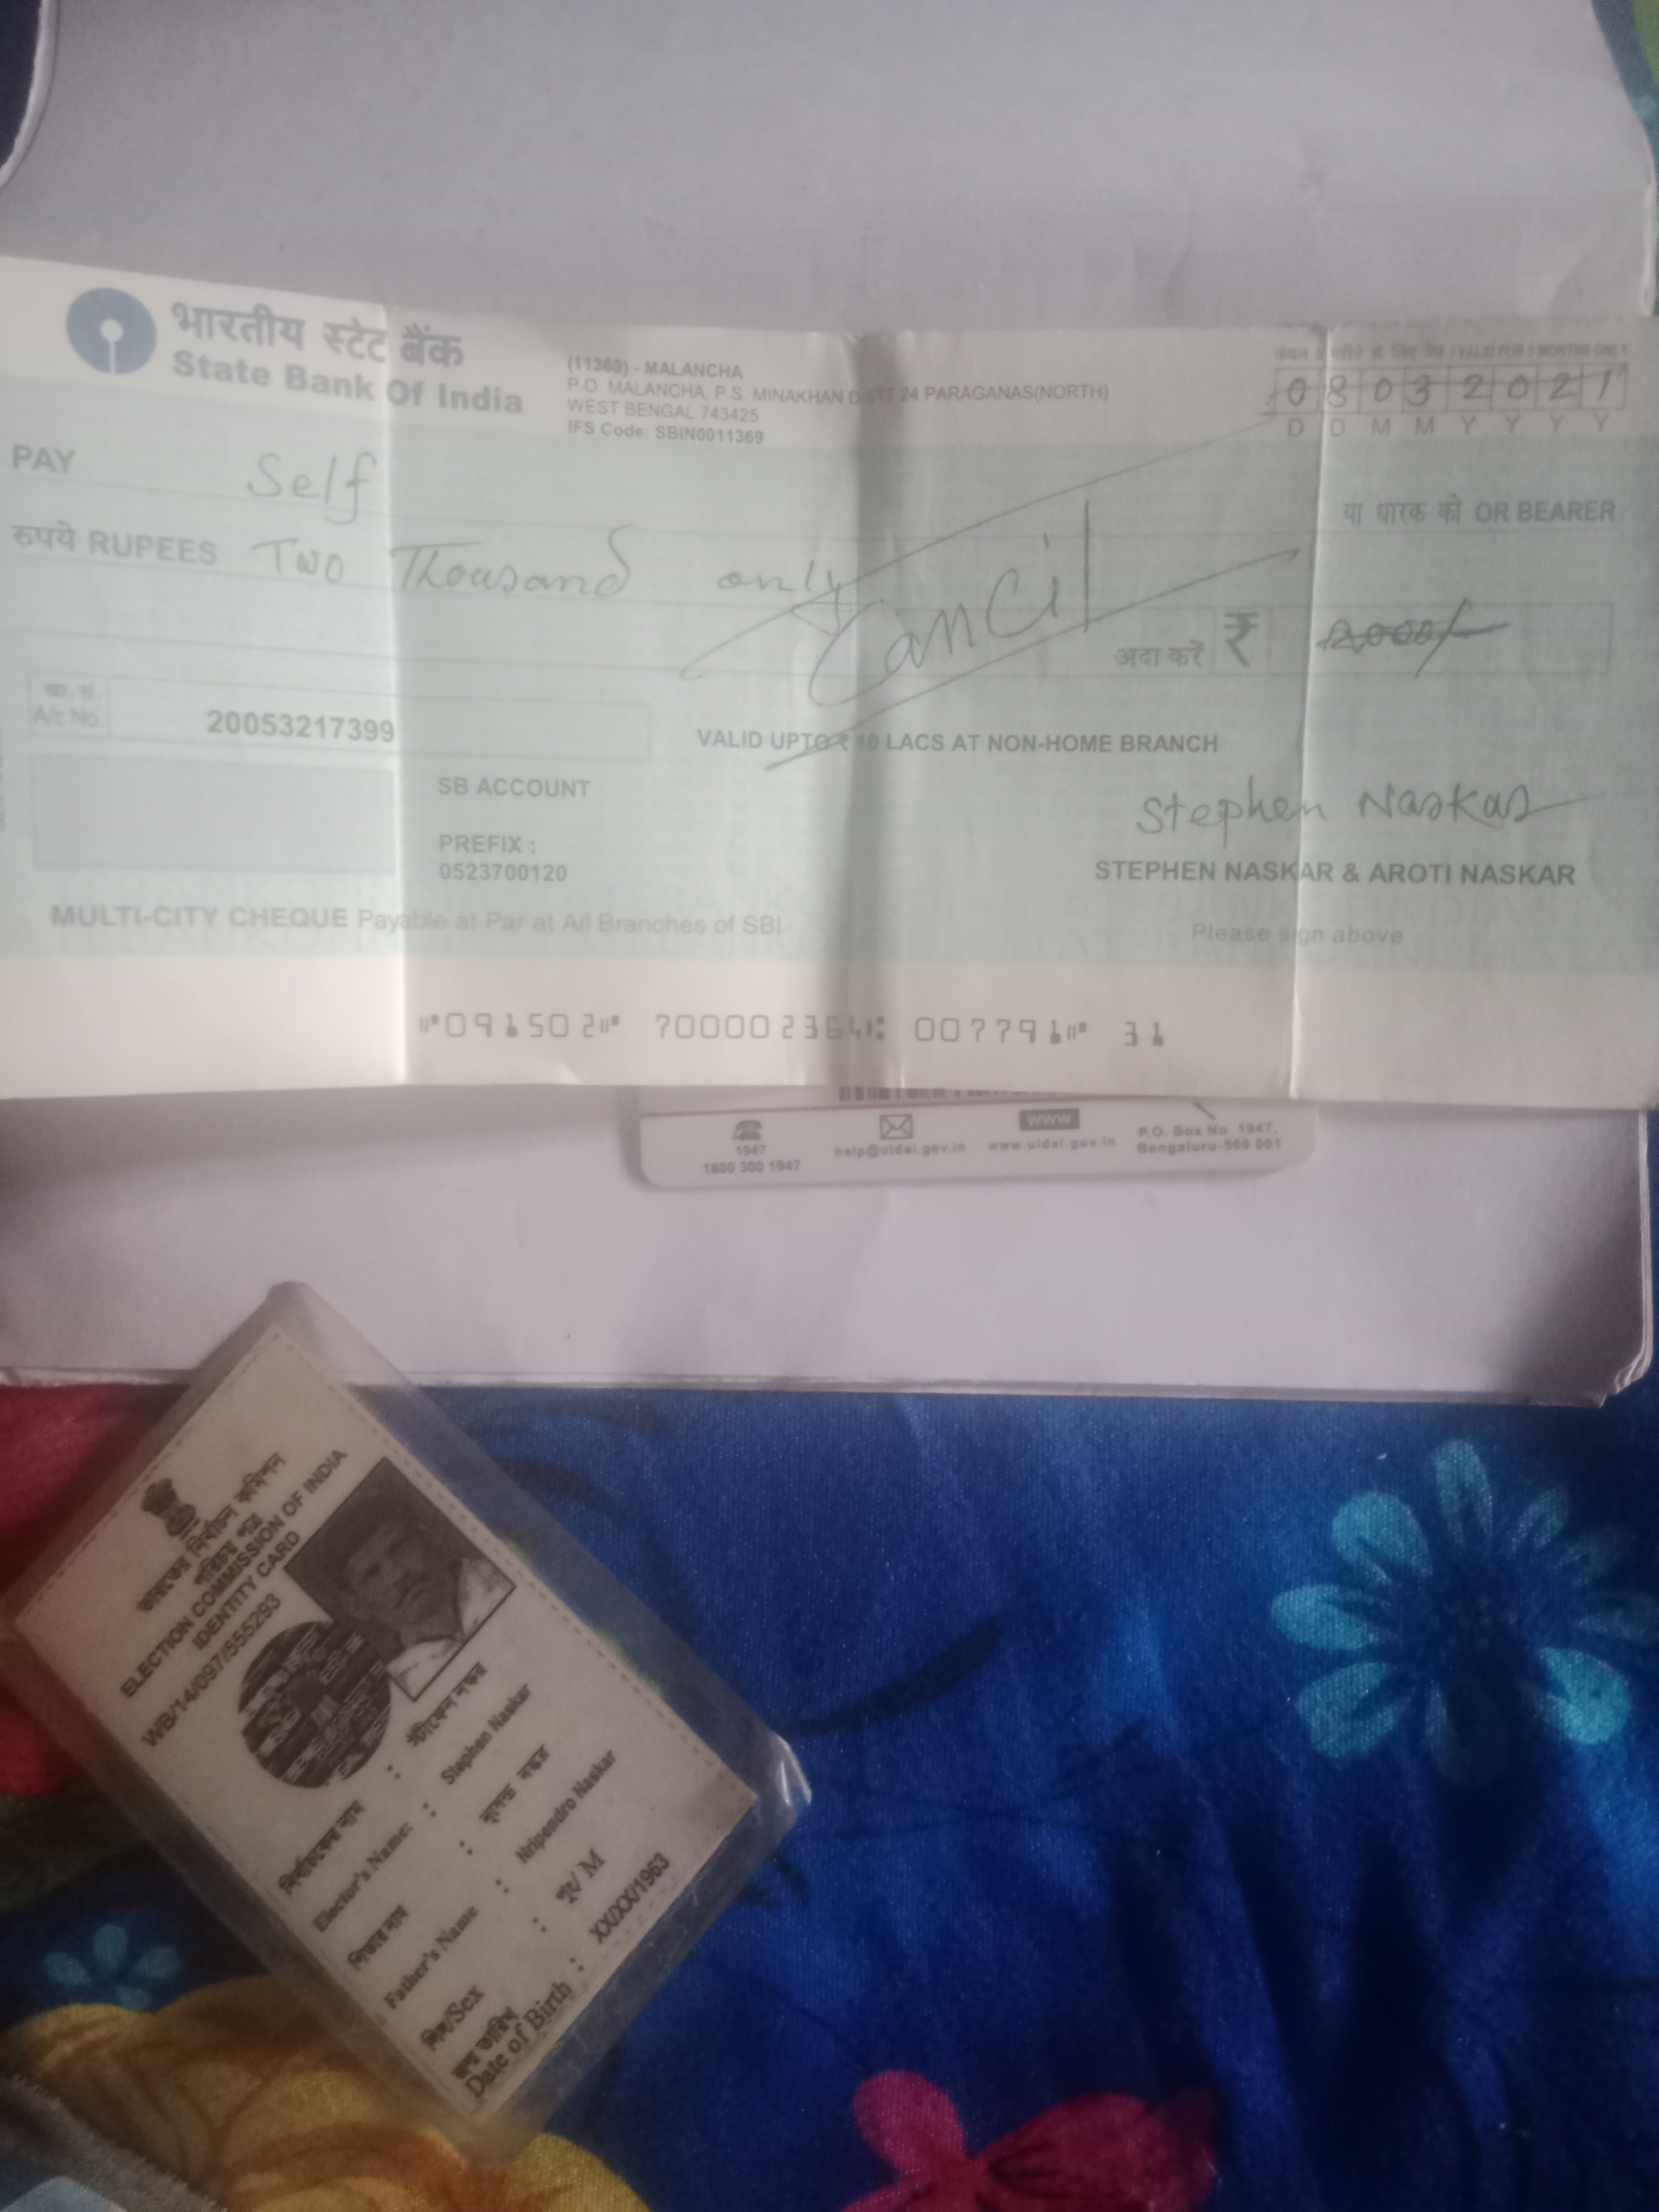 भारतीय स्टेट बैंक
State Bank Of India
(11369) - MALANCHA
P.O. MALANCHA, P.S. MINAKHAN DISTT 24 PARAGANAS(NORTH)
WEST BENGAL 743425
IFS Code: SBIN0011369
केवल 3 महीने के लिए वैध / VALID FOR 3 MONTHS ONLY
0 8 0 3 2 0 2 1
D D M M Y Y Y Y
PAY Self
या धारक को OR BEARER
रुपये RUPEES Two Thousand only
Cancil
अदा करें ₹ 2,000/-
खा. सं.
A/c No. 20053217399
VALID UPTO ₹ 10 LACS AT NON-HOME BRANCH
SB ACCOUNT
Stephen Naskar
PREFIX :
0523700120
STEPHEN NASKAR & AROTI NASKAR
MULTI-CITY CHEQUE Payable at Par at All Branches of SBI
Please sign above
⑈091502⑈ 700002364⑆ 007791⑈ 31
1947
1800 300 1947
help@uidai.gov.in
www
www.uidai.gov.in
P.O. Box No. 1947,
Bengaluru-560 001
ভারতের নির্বাচন কমিশন
পরিচয় পত্র
ELECTION COMMISSION OF INDIA
IDENTITY CARD
WB/14/097/555293
নির্বাচকের নাম : স্টিফেন নস্কর
Elector's Name: : Stephen Naskar
পিতার নাম :
Father's Name : Nripendro Naskar
লিঙ্গ/Sex : পুং/ M
জন্ম তারিখ
Date of Birth : XX/XX/1963